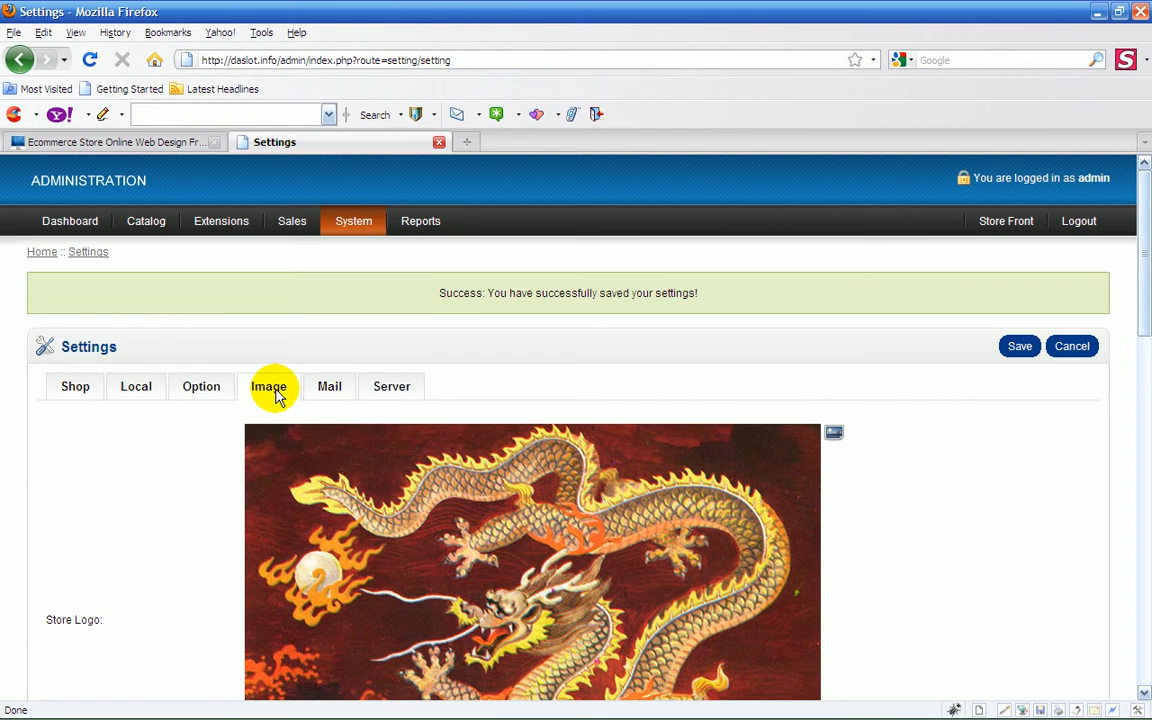 Settings - Mozilla Firefox
File Edit View History Bookmarks Yahoo! Tools Help
http://daslot.info/admin/index.php?route=setting/setting
Google
S
Most Visited Getting Started Latest Headlines
Y! Search
Ecommerce Store Online Web Design Fr... Settings
ADMINISTRATION
You are logged in as admin
Dashboard Catalog Extensions Sales System Reports Store Front Logout
Home :: Settings
Success: You have successfully saved your settings!
Settings Save Cancel
Shop Local Option Image Mail Server
Store Logo:
Done